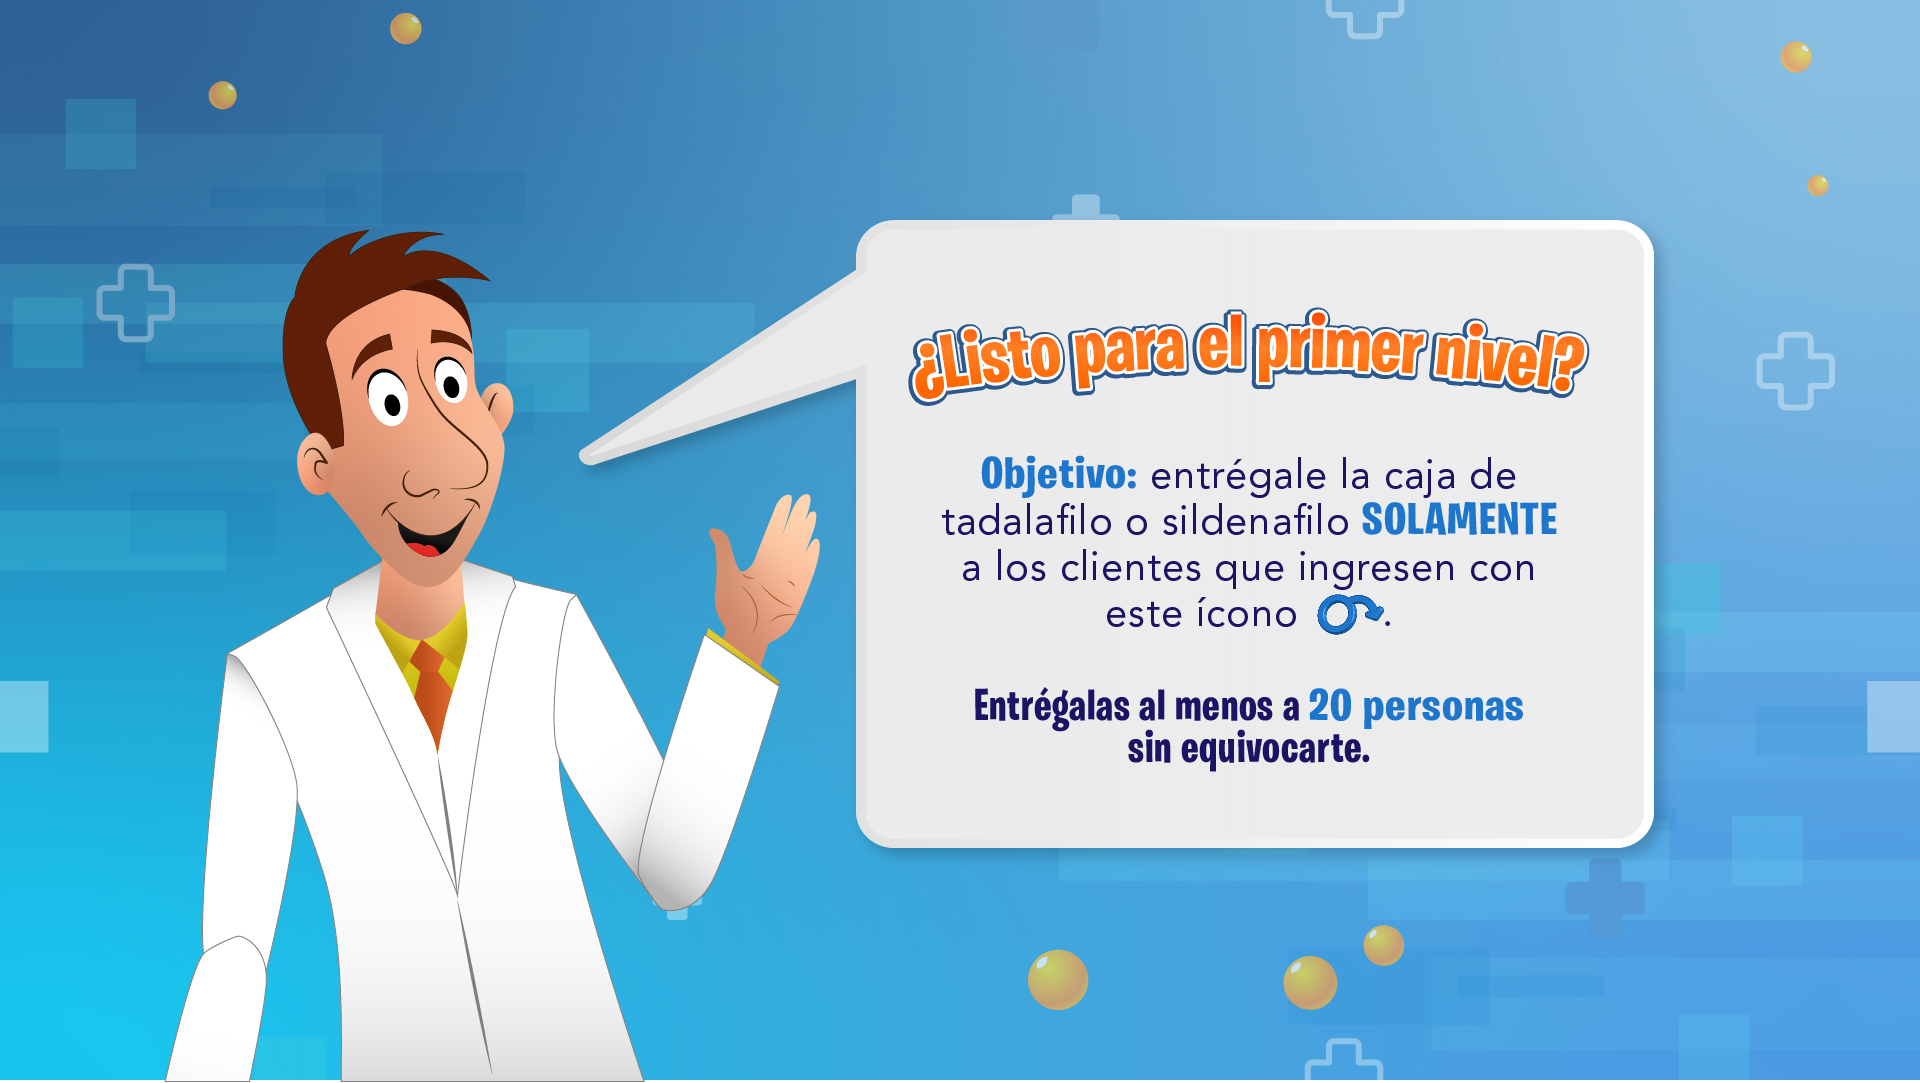 ¿Listo para el primer nivel?
Objetivo: entrégale la caja de
tadalafilo o sildenafilo SOLAMENTE
a los clientes que ingresen con
este ícono .
Entrégalas al menos a 20 personas
sin equivocarte.